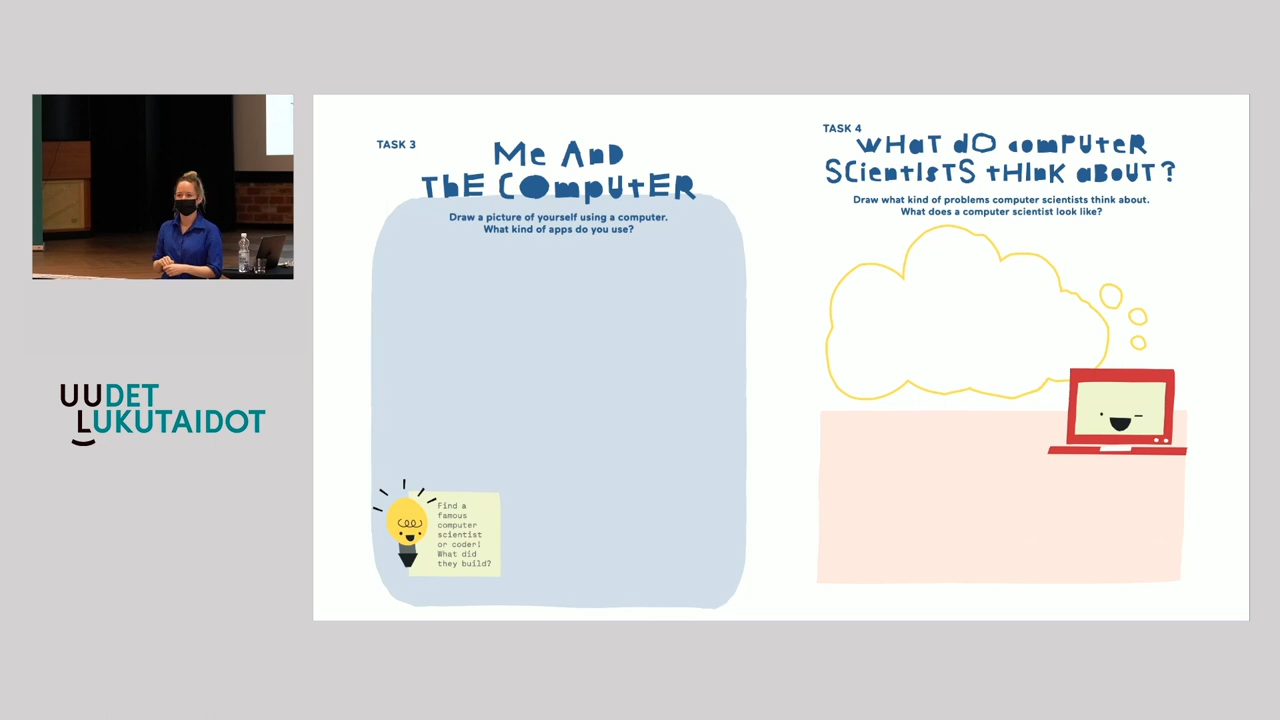 UUDET
LUKUTAIDOT
TASK 3
Me And
The Computer
Draw a picture of yourself using a computer.
What kind of apps do you use?
Find a
famous
computer
scientist
or coder!
What did
they build?
TASK 4
What do computer
scientists think about?
Draw what kind of problems computer scientists think about.
What does a computer scientist look like?